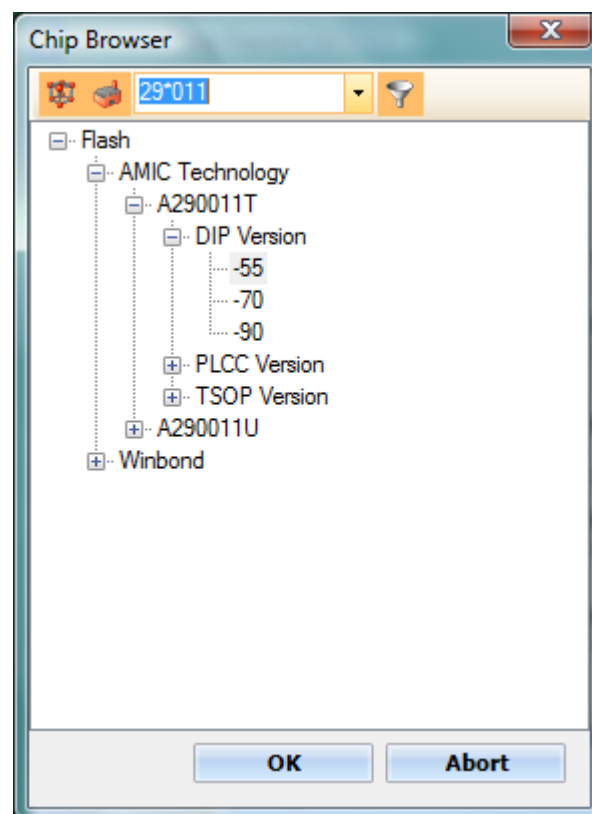 Chip Browser
29*011
Flash
AMIC Technology
A290011T
DIP Version
-55
-70
-90
PLCC Version
TSOP Version
A290011U
Winbond
OK
Abort